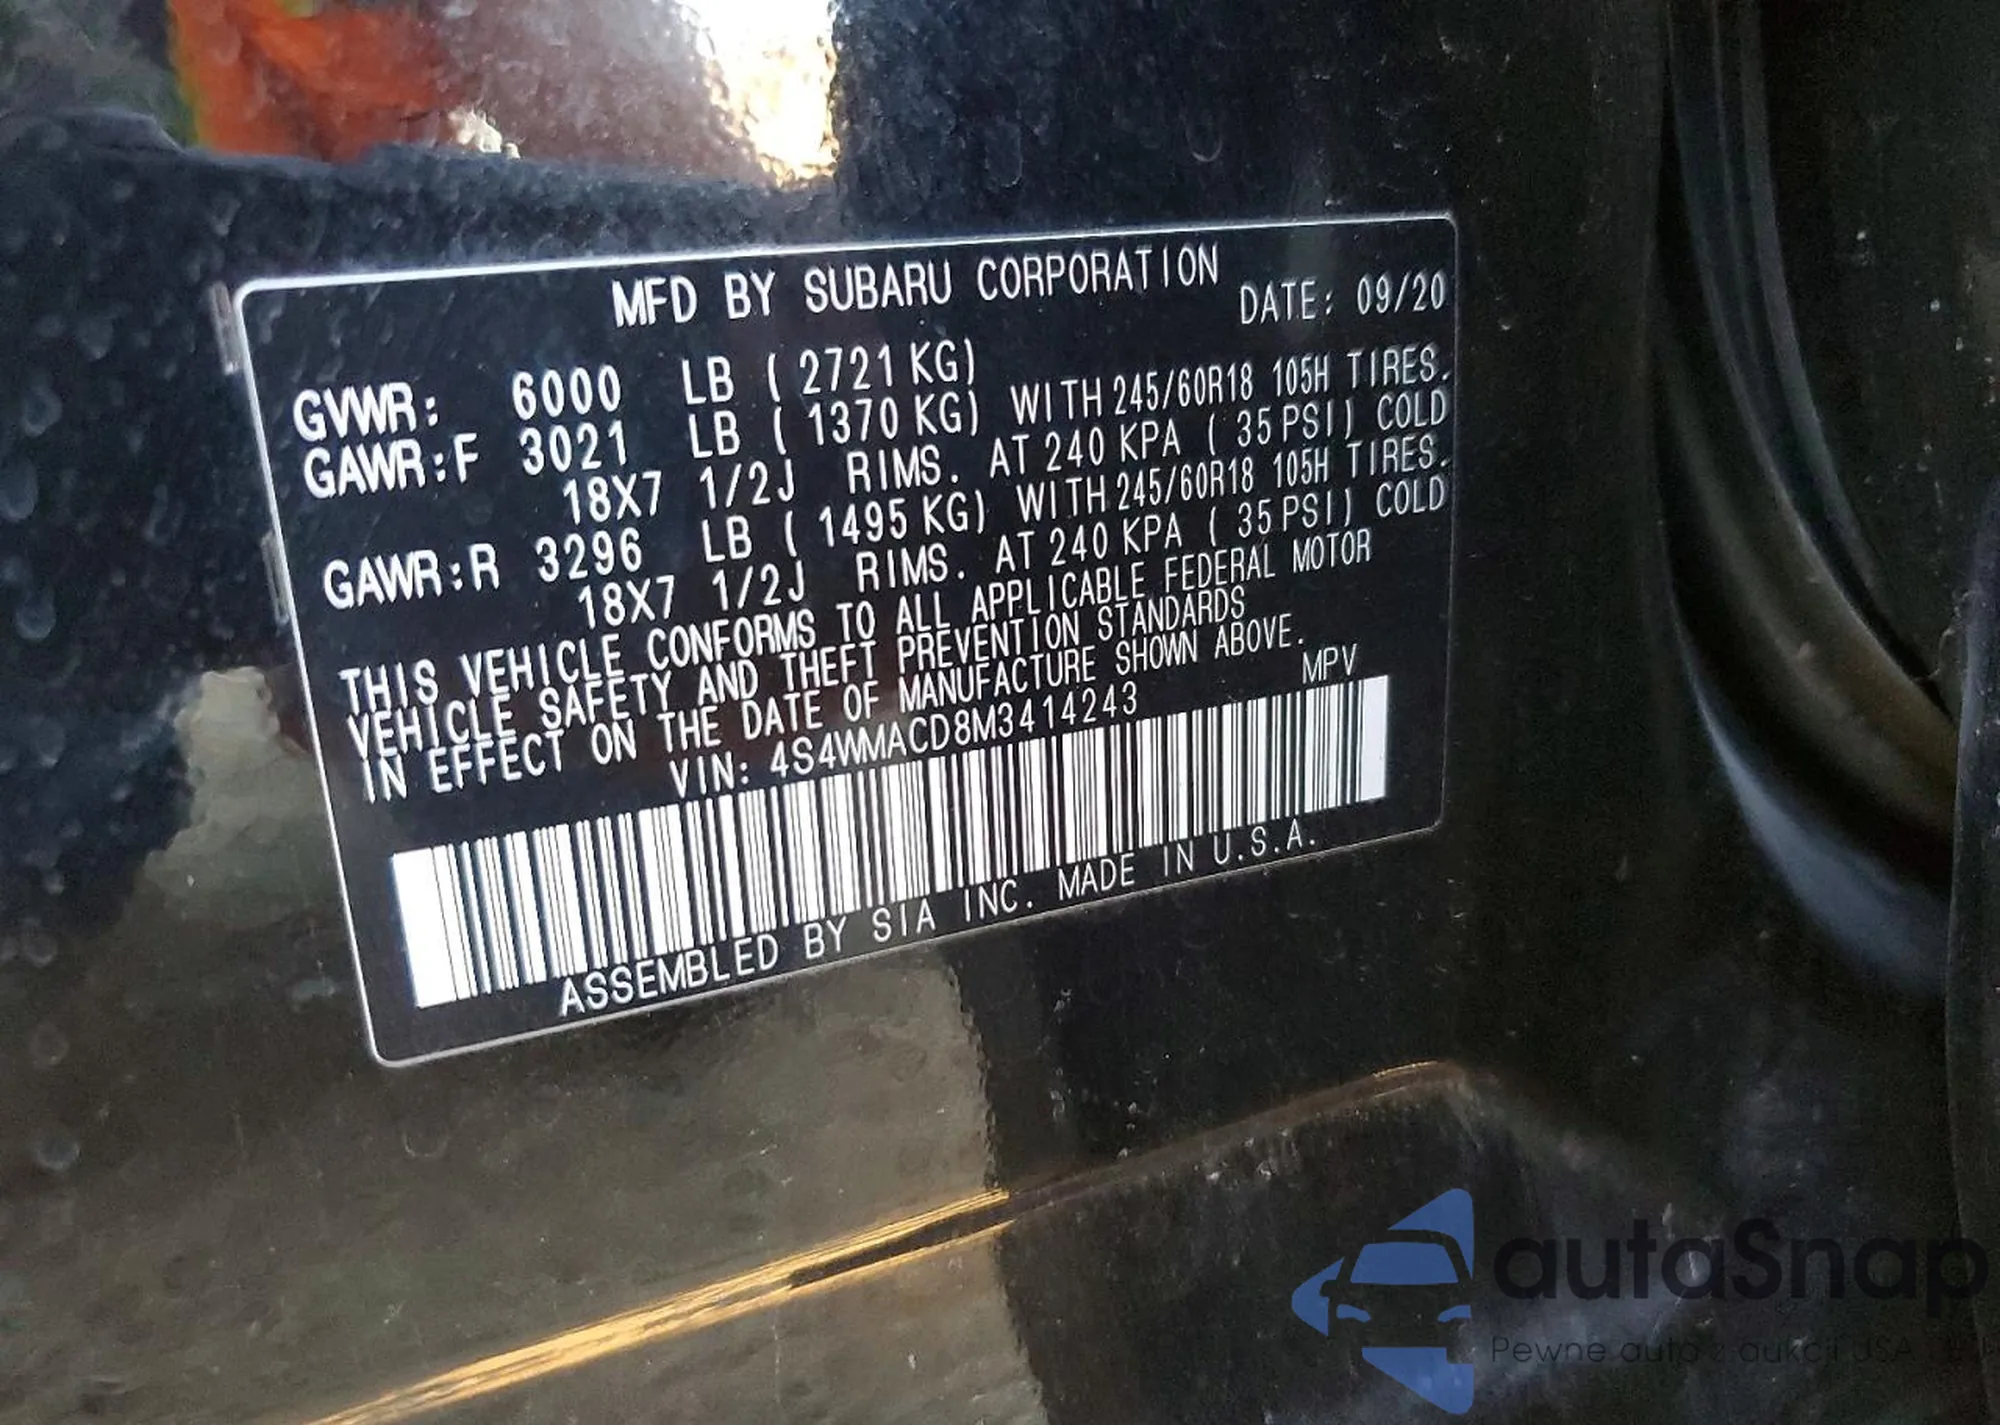 MFD BY SUBARU CORPORATION
DATE: 09/20
GVWR: 6000 LB ( 2721 KG)
GAWR:F 3021 LB ( 1370 KG) WITH 245/60R18 105H TIRES.
18X7 1/2J RIMS. AT 240 KPA ( 35 PSI) COLD
GAWR:R 3296 LB ( 1495 KG) WITH 245/60R18 105H TIRES.
18X7 1/2J RIMS. AT 240 KPA ( 35 PSI) COLD
THIS VEHICLE CONFORMS TO ALL APPLICABLE FEDERAL MOTOR
VEHICLE SAFETY AND THEFT PREVENTION STANDARDS
IN EFFECT ON THE DATE OF MANUFACTURE SHOWN ABOVE.
VIN: 4S4WMACD8M3414243 MPV
ASSEMBLED BY SIA INC. MADE IN U.S.A.
autaSnap
Pewne auto z aukcji USA